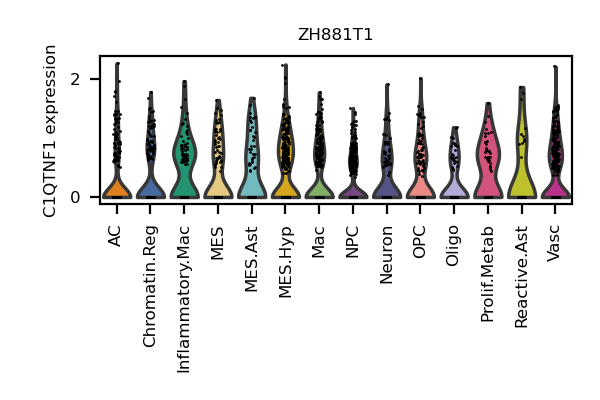 ZH881T1
C1QTNF1 expression
2
0
AC
Chromatin.Reg
Inflammatory.Mac
MES
MES.Ast
MES.Hyp
Mac
NPC
Neuron
OPC
Oligo
Prolif.Metab
Reactive.Ast
Vasc